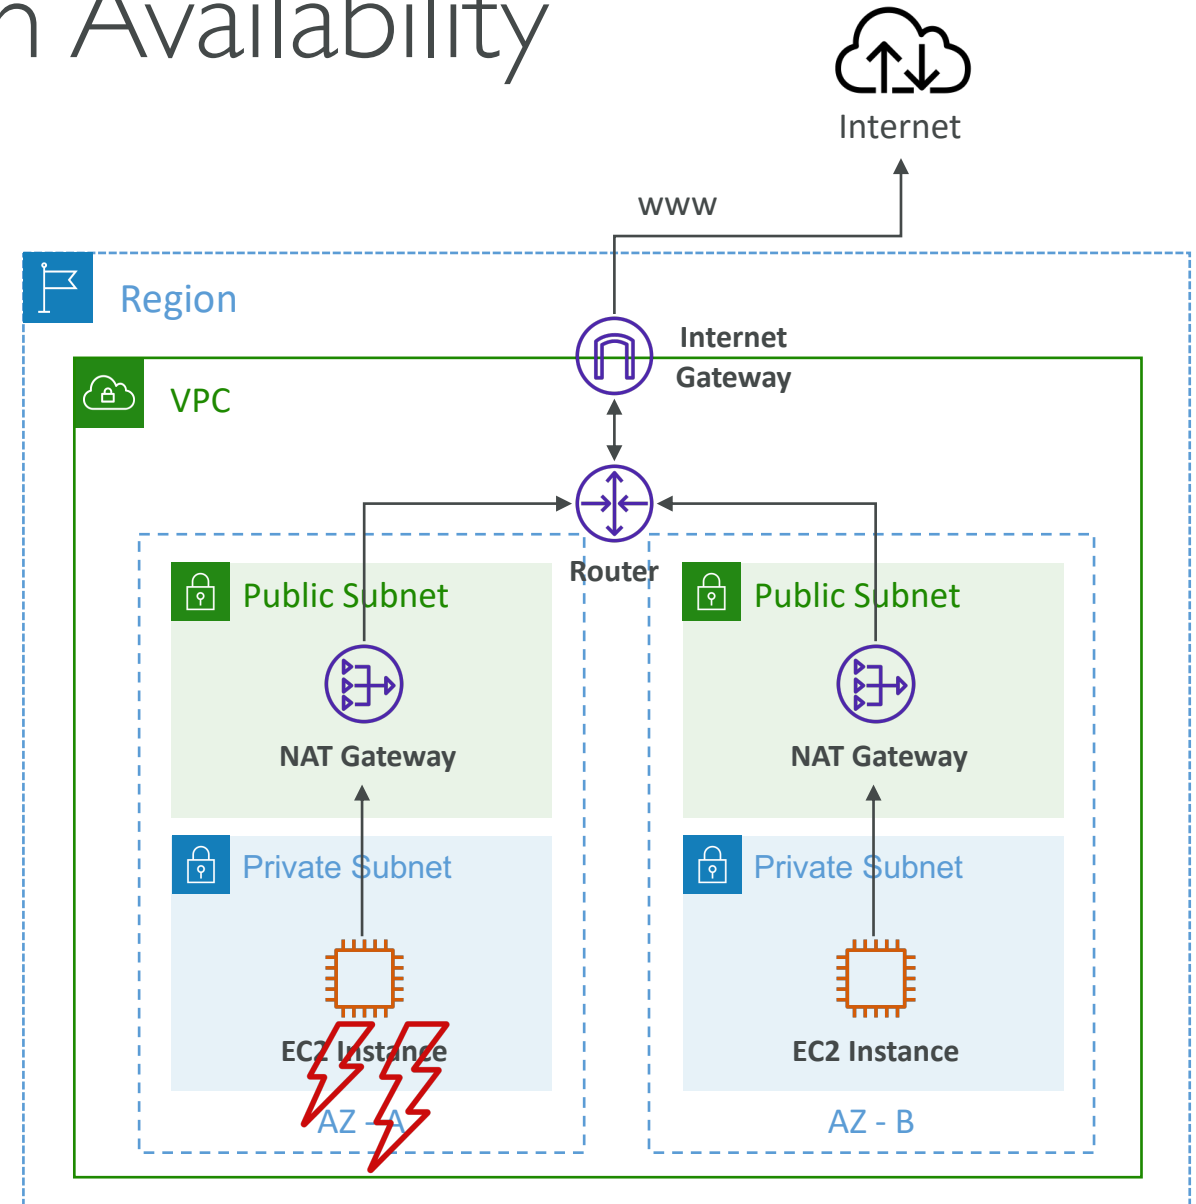 n Availability
Internet
www
Region
Internet
Gateway
VPC
Router
Public Subnet
Public Subnet
NAT Gateway
NAT Gateway
Private Subnet
Private Subnet
EC2 Instance
EC2 Instance
AZ - A
AZ - B